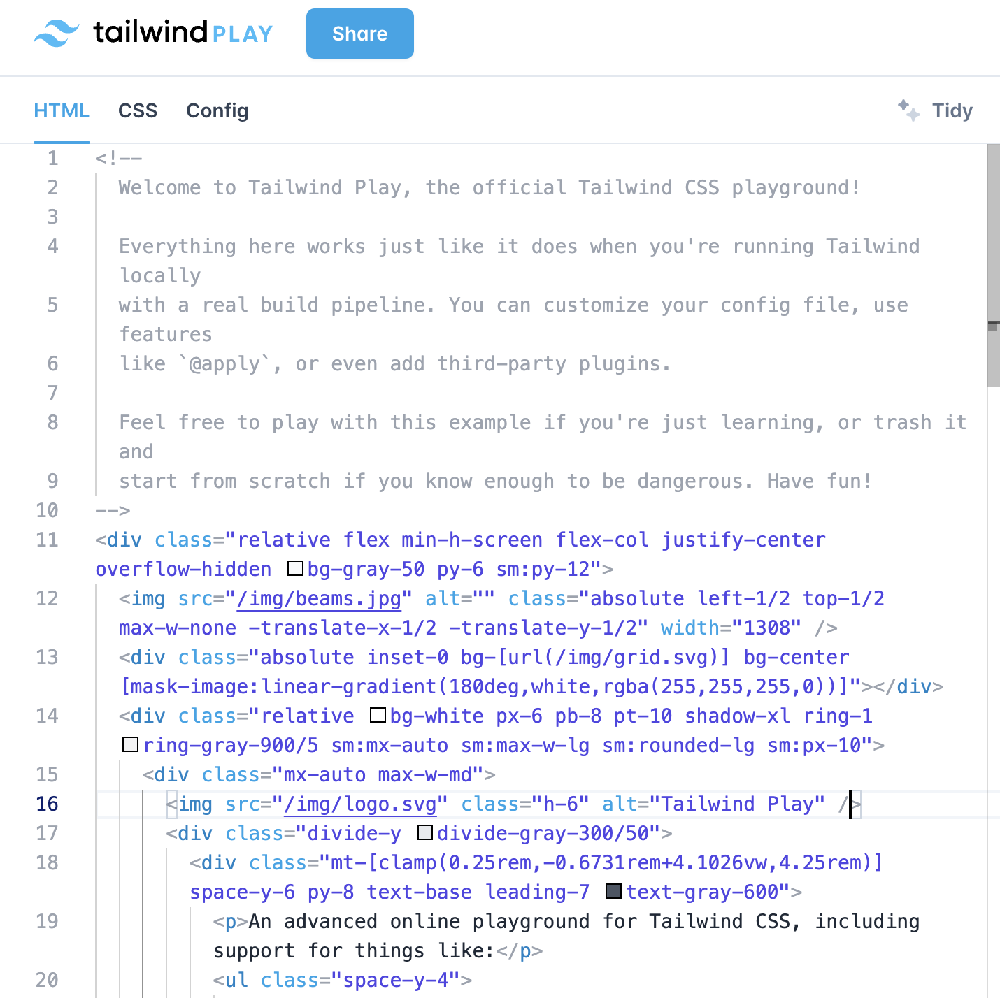 tailwind PLAY Share
HTML CSS Config Tidy
1 <!--
2 Welcome to Tailwind Play, the official Tailwind CSS playground!
3
4 Everything here works just like it does when you're running Tailwind
locally
5 with a real build pipeline. You can customize your config file, use
features
6 like `@apply`, or even add third-party plugins.
7
8 Feel free to play with this example if you're just learning, or trash it
and
9 start from scratch if you know enough to be dangerous. Have fun!
10 -->
11 <div class="relative flex min-h-screen flex-col justify-center
overflow-hidden bg-gray-50 py-6 sm:py-12">
12 <img src="/img/beams.jpg" alt="" class="absolute left-1/2 top-1/2
max-w-none -translate-x-1/2 -translate-y-1/2" width="1308" />
13 <div class="absolute inset-0 bg-[url(/img/grid.svg)] bg-center
[mask-image:linear-gradient(180deg,white,rgba(255,255,255,0))]"></div>
14 <div class="relative bg-white px-6 pb-8 pt-10 shadow-xl ring-1
ring-gray-900/5 sm:mx-auto sm:max-w-lg sm:rounded-lg sm:px-10">
15 <div class="mx-auto max-w-md">
16 <img src="/img/logo.svg" class="h-6" alt="Tailwind Play" />
17 <div class="divide-y divide-gray-300/50">
18 <div class="mt-[clamp(0.25rem,-0.6731rem+4.1026vw,4.25rem)]
space-y-6 py-8 text-base leading-7 text-gray-600">
19 <p>An advanced online playground for Tailwind CSS, including
support for things like:</p>
20 <ul class="space-y-4">